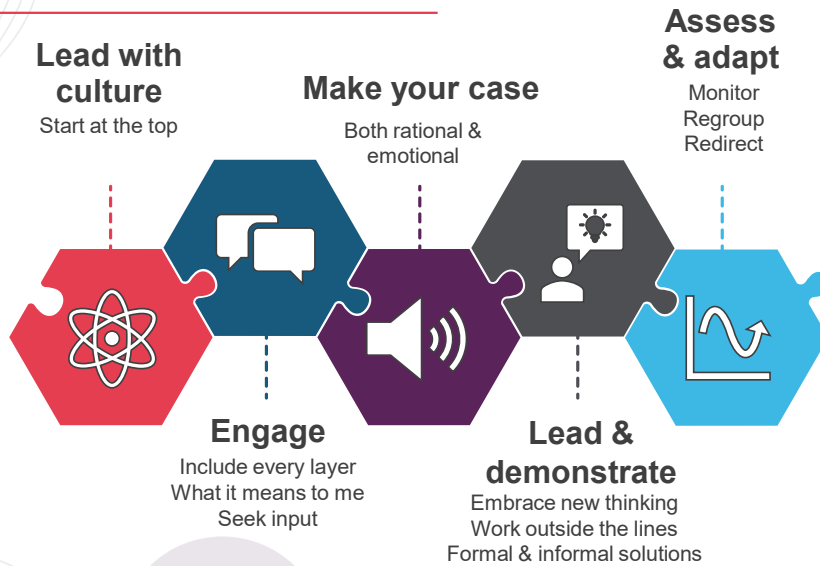 Lead with
culture
Start at the top
Engage
Include every layer
What it means to me
Seek input
Make your case
Both rational &
emotional
Lead &
demonstrate
Embrace new thinking
Work outside the lines
Formal & informal solutions
Assess
& adapt
Monitor
Regroup
Redirect